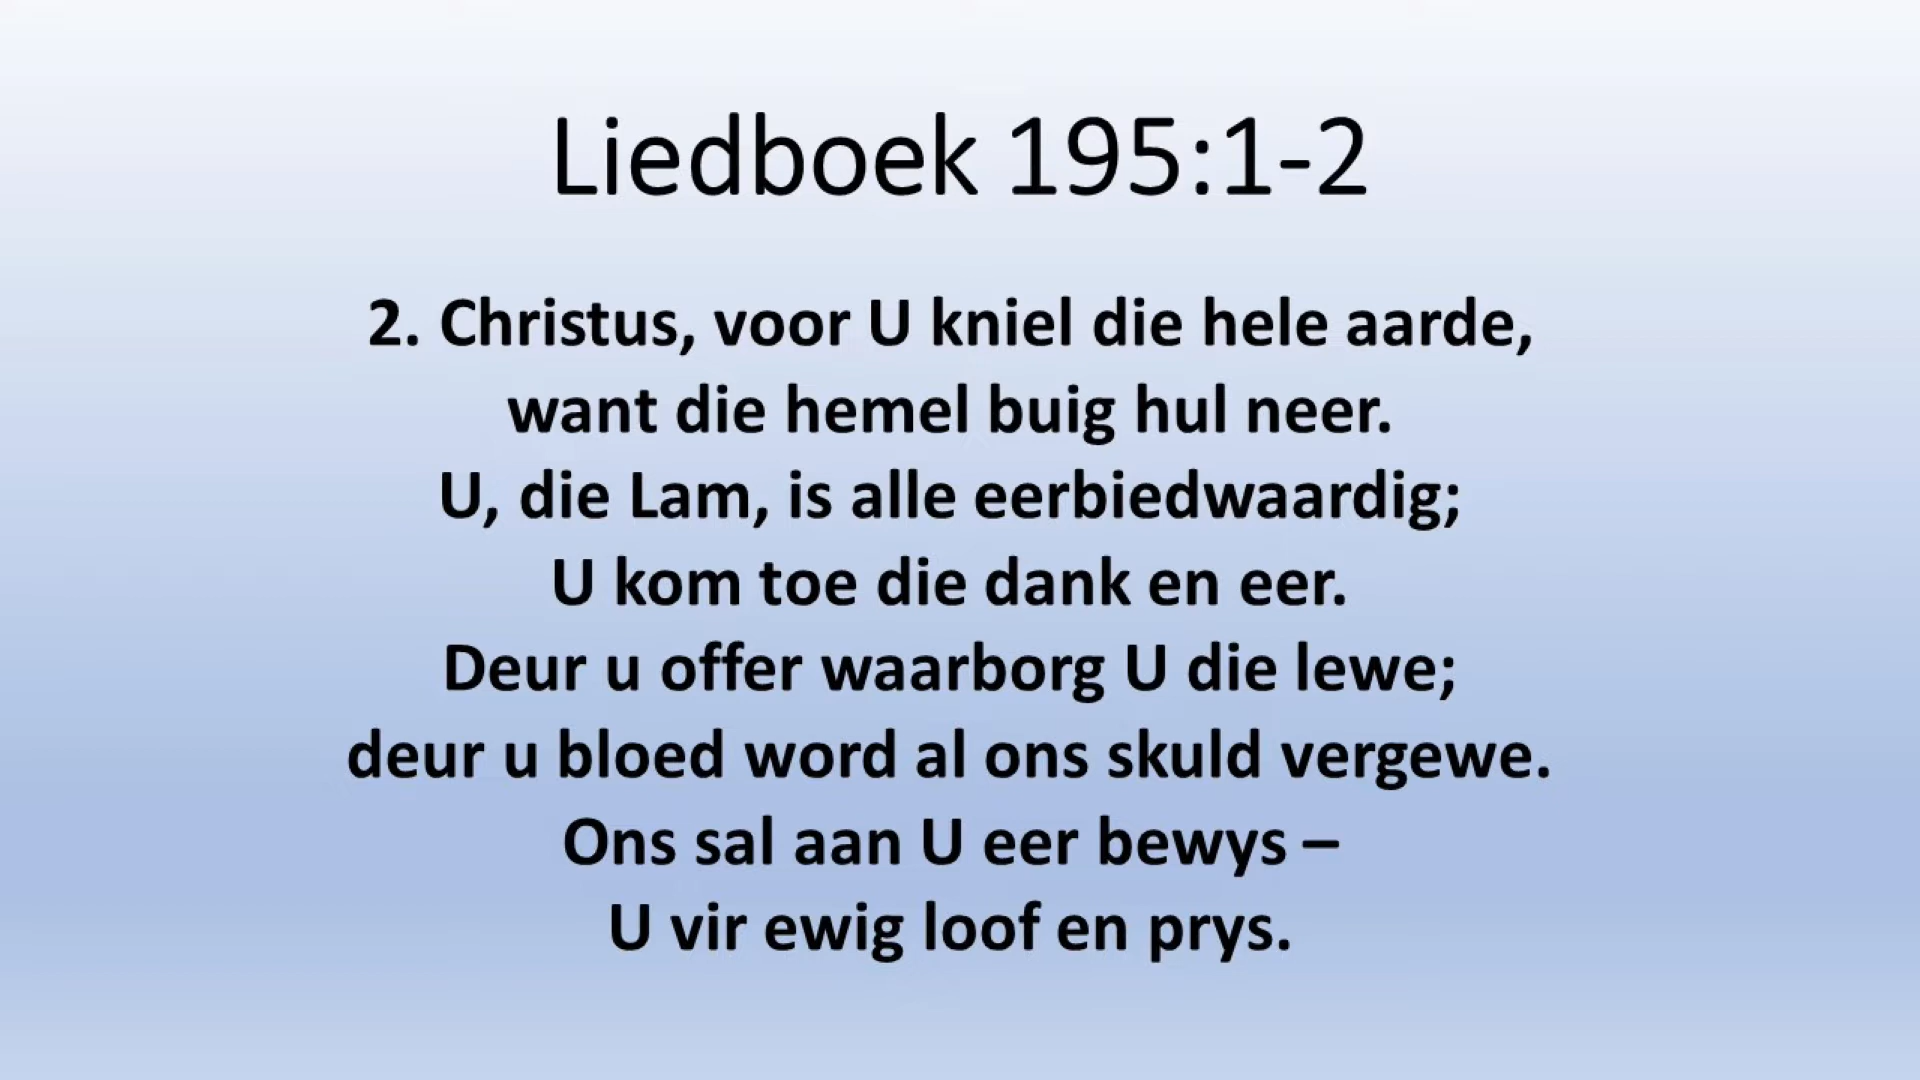 Liedboek 195:1-2
2. Christus, voor U kniel die hele aarde,
want die hemel buig hul neer.
U, die Lam, is alle eerbiedwaardig;
U kom toe die dank en eer.
Deur u offer waarborg U die lewe;
deur u bloed word al ons skuld vergewe.
Ons sal aan U eer bewys –
U vir ewig loof en prys.